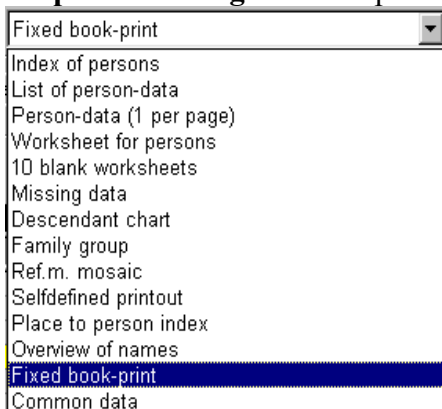 Fixed book-print
Index of persons
List of person-data
Person-data (1 per page)
Worksheet for persons
10 blank worksheets
Missing data
Descendant chart
Family group
Ref.m. mosaic
Selfdefined printout
Place to person index
Overview of names
Fixed book-print
Common data